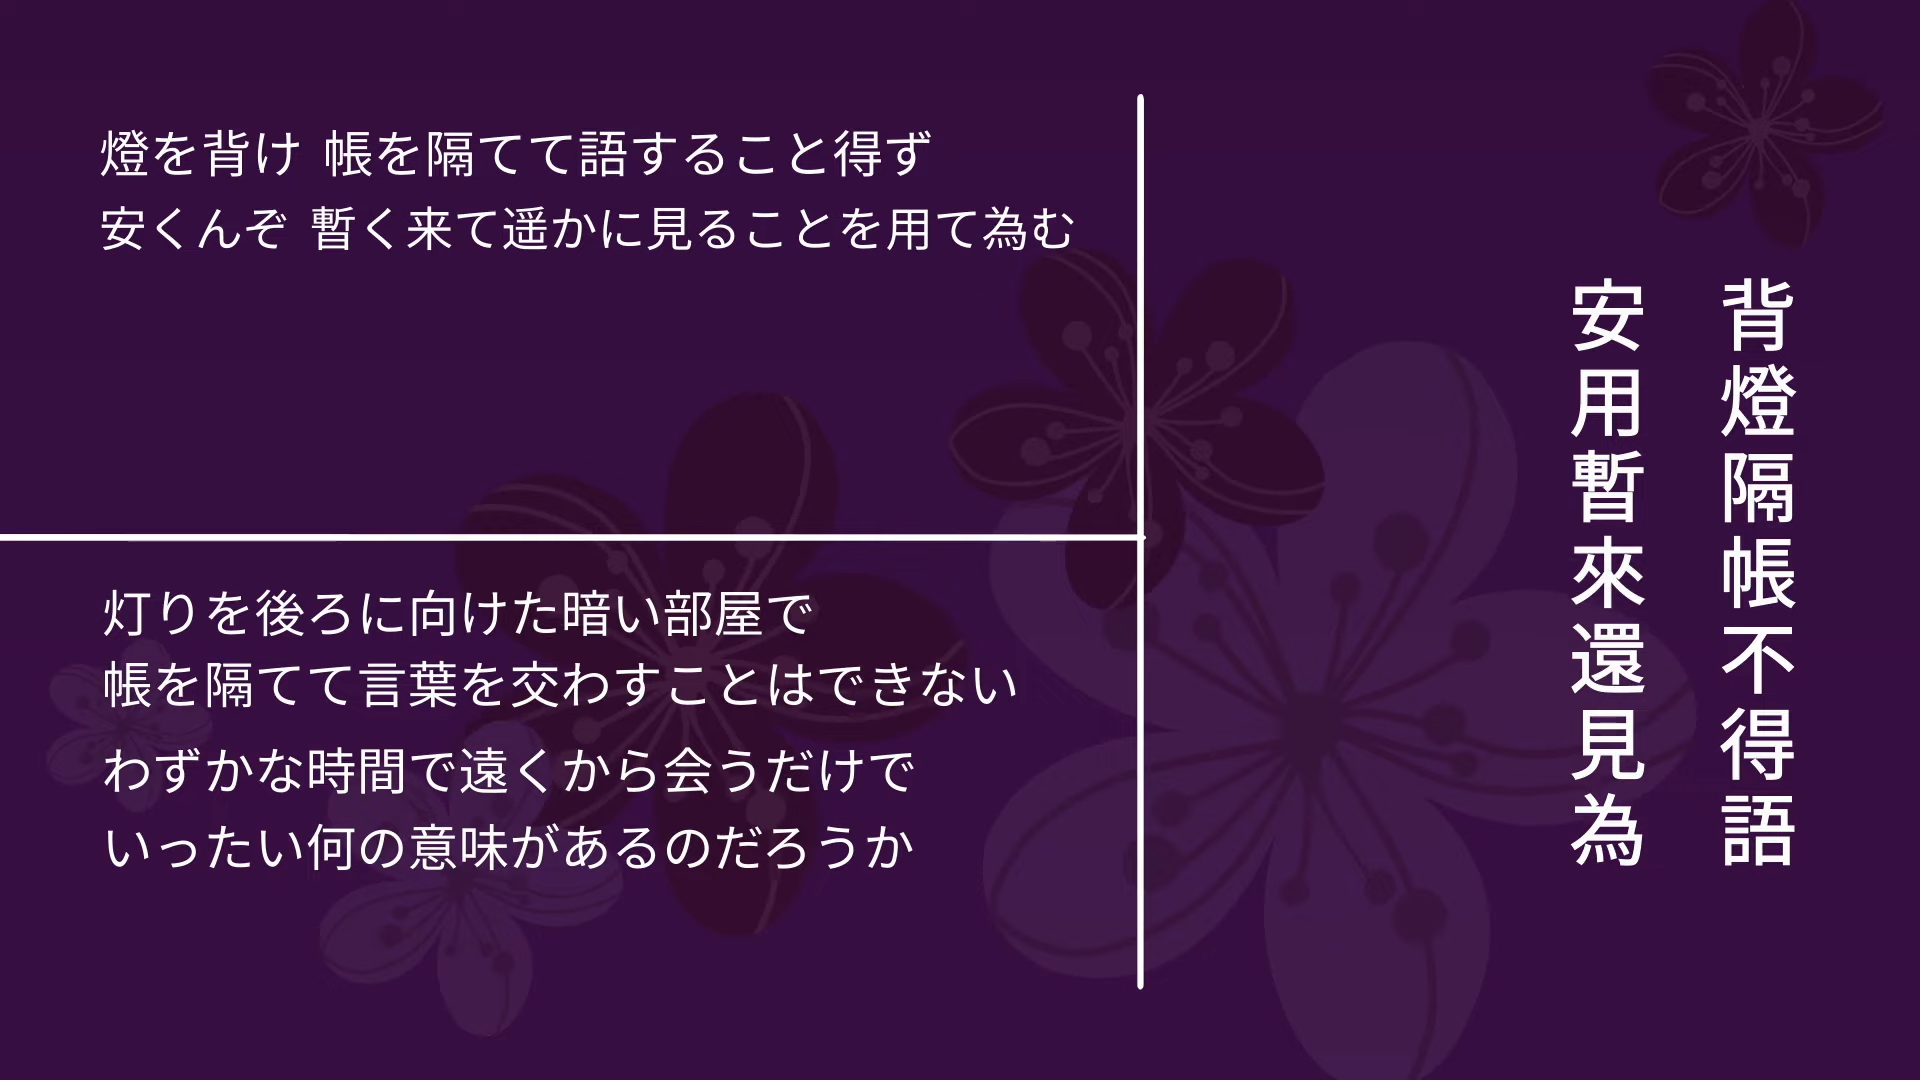 背燈隔帳不得語
安用暫來還見為
燈を背け 帳を隔てて語すること得ず
安くんぞ 暫く来て遥かに見ることを用て為む
灯りを後ろに向けた暗い部屋で
帳を隔てて言葉を交わすことはできない
わずかな時間で遠くから会うだけで
いったい何の意味があるのだろうか